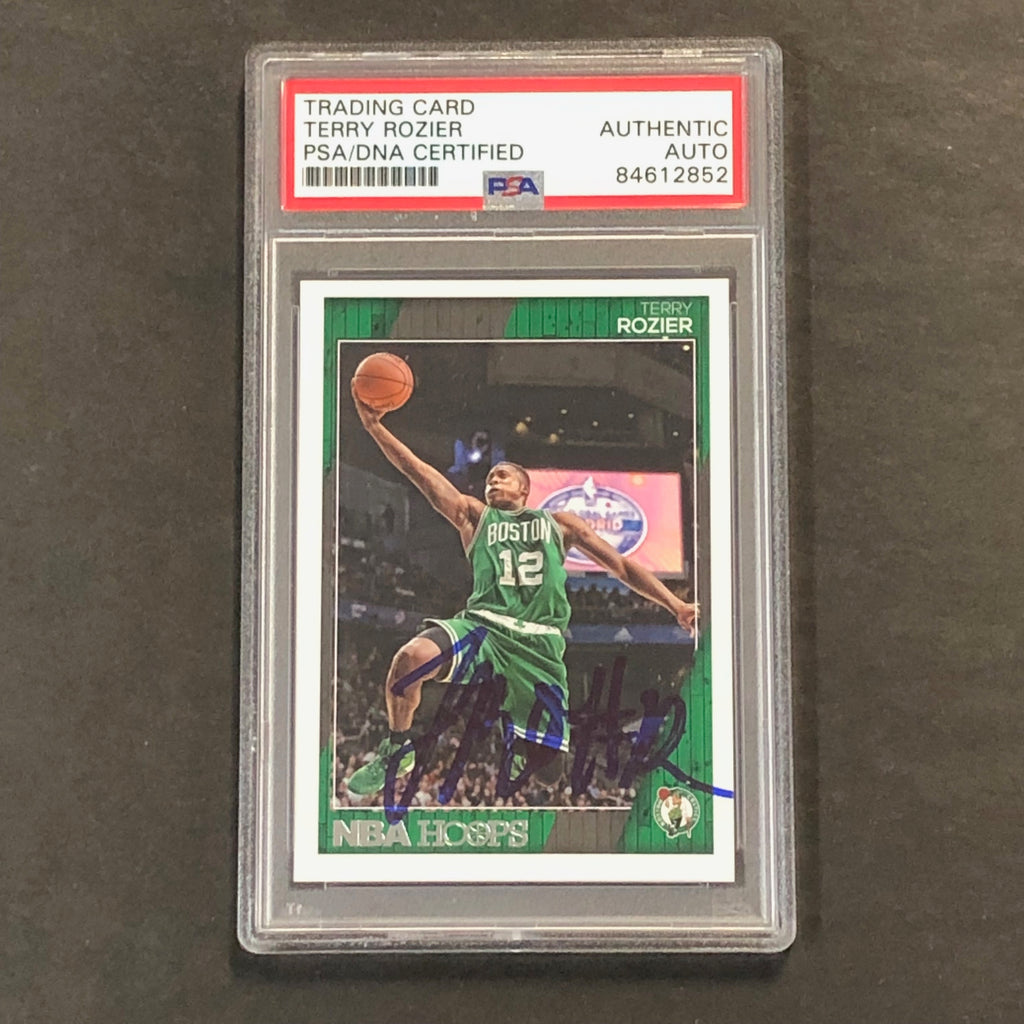 TRADING CARD
TERRY ROZIER
PSA/DNA CERTIFIED
AUTHENTIC
AUTO
84612852
PSA
TERRY
ROZIER
BOSTON
12
NBA HOOPS